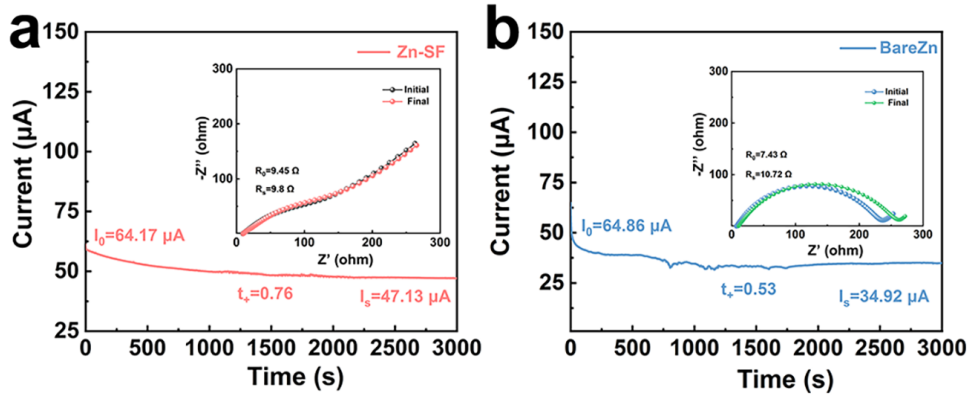 a
Zn-SF
Current (μA)
150
125
100
75
50
25
0
500
1000
1500
2000
2500
3000
Time (s)
I0=64.17 μA
t+=0.76
Is=47.13 μA
-Z'' (ohm)
300
200
100
0
100
200
300
Z' (ohm)
Initial
Final
R0=9.45 Ω
Rs=9.8 Ω
b
BareZn
Current (μA)
150
125
100
75
50
25
0
500
1000
1500
2000
2500
3000
Time (s)
I0=64.86 μA
t+=0.53
Is=34.92 μA
-Z'' (ohm)
300
200
100
0
100
200
300
Z' (ohm)
Initial
Final
R0=7.43 Ω
Rs=10.72 Ω